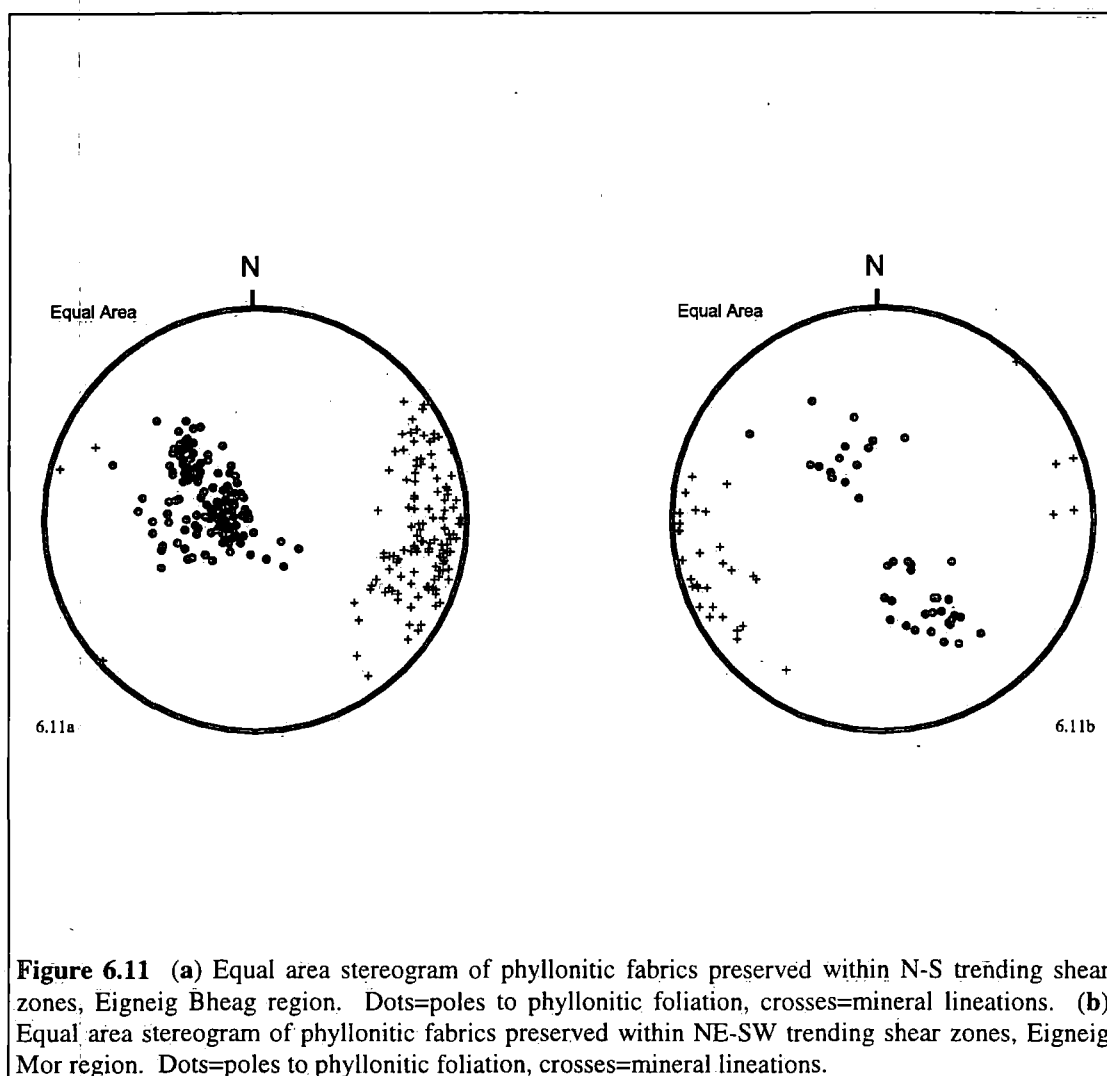 N
N
Equal Area
Equal Area
6.11a
6.11b
Figure 6.11 (a) Equal area stereogram of phyllonitic fabrics preserved within N-S trending shear
zones, Eigneig Bheag region. Dots=poles to phyllonitic foliation, crosses=mineral lineations. (b)
Equal area stereogram of phyllonitic fabrics preserved within NE-SW trending shear zones, Eigneig
Mor region. Dots=poles to phyllonitic foliation, crosses=mineral lineations.